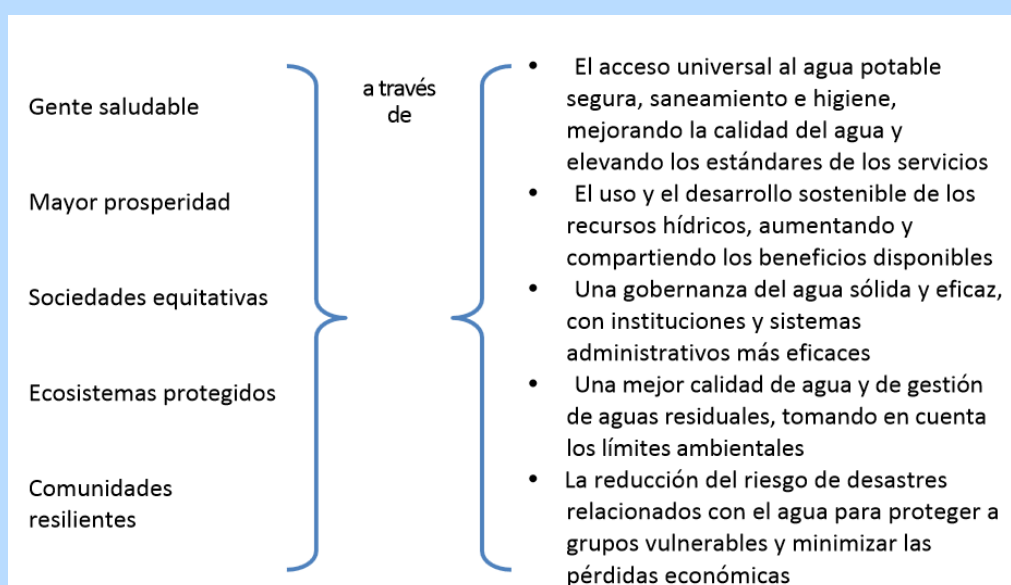 Gente saludable
Mayor prosperidad
Sociedades equitativas
Ecosistemas protegidos
Comunidades
resilientes
a través
de
• El acceso universal al agua potable
segura, saneamiento e higiene,
mejorando la calidad del agua y
elevando los estándares de los servicios
• El uso y el desarrollo sostenible de los
recursos hídricos, aumentando y
compartiendo los beneficios disponibles
• Una gobernanza del agua sólida y eficaz,
con instituciones y sistemas
administrativos más eficaces
• Una mejor calidad de agua y de gestión
de aguas residuales, tomando en cuenta
los límites ambientales
• La reducción del riesgo de desastres
relacionados con el agua para proteger a
grupos vulnerables y minimizar las
pérdidas económicas